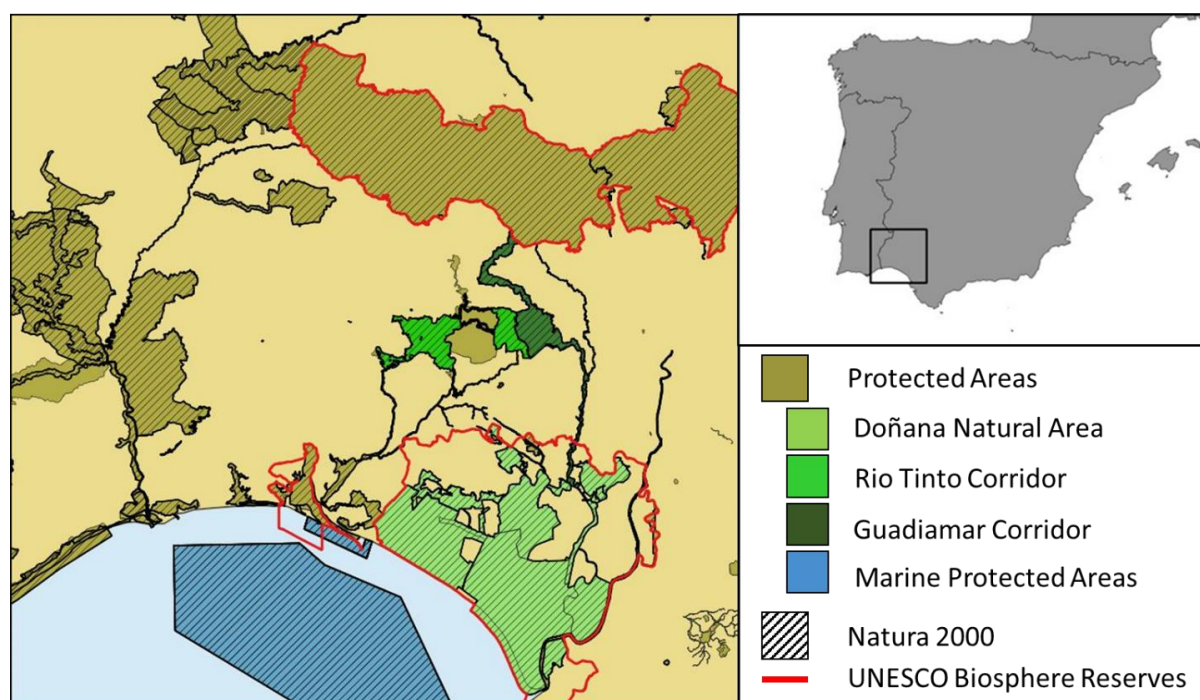 Protected Areas
Doñana Natural Area
Rio Tinto Corridor
Guadiamar Corridor
Marine Protected Areas
Natura 2000
UNESCO Biosphere Reserves